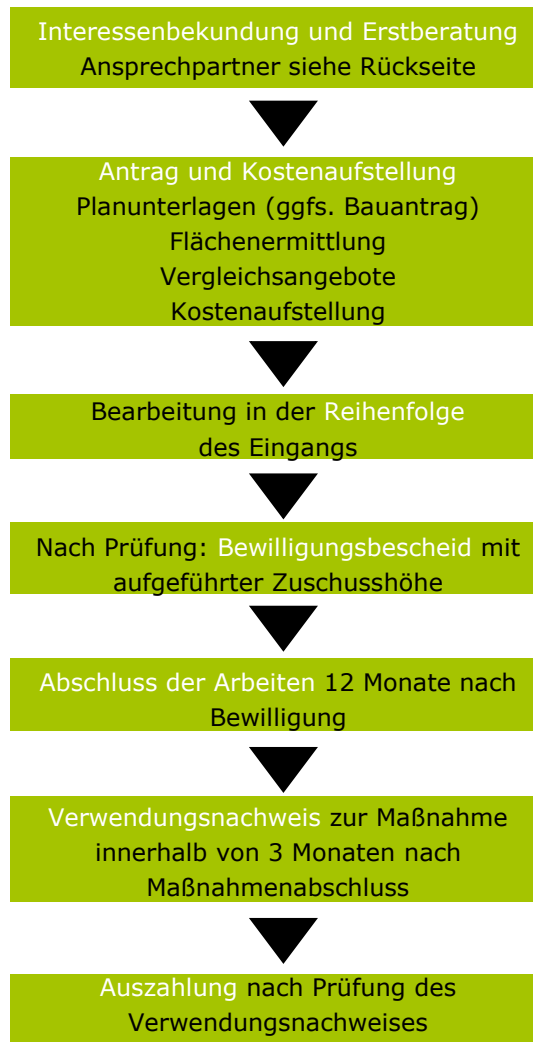 Interessenbekundung und Erstberatung
Ansprechpartner siehe Rückseite
Antrag und Kostenaufstellung
Planunterlagen (ggfs. Bauantrag)
Flächenermittlung
Vergleichsangebote
Kostenaufstellung
Bearbeitung in der Reihenfolge
des Eingangs
Nach Prüfung: Bewilligungsbescheid mit
aufgeführter Zuschusshöhe
Abschluss der Arbeiten 12 Monate nach
Bewilligung
Verwendungsnachweis zur Maßnahme
innerhalb von 3 Monaten nach
Maßnahmenabschluss
Auszahlung nach Prüfung des
Verwendungsnachweises